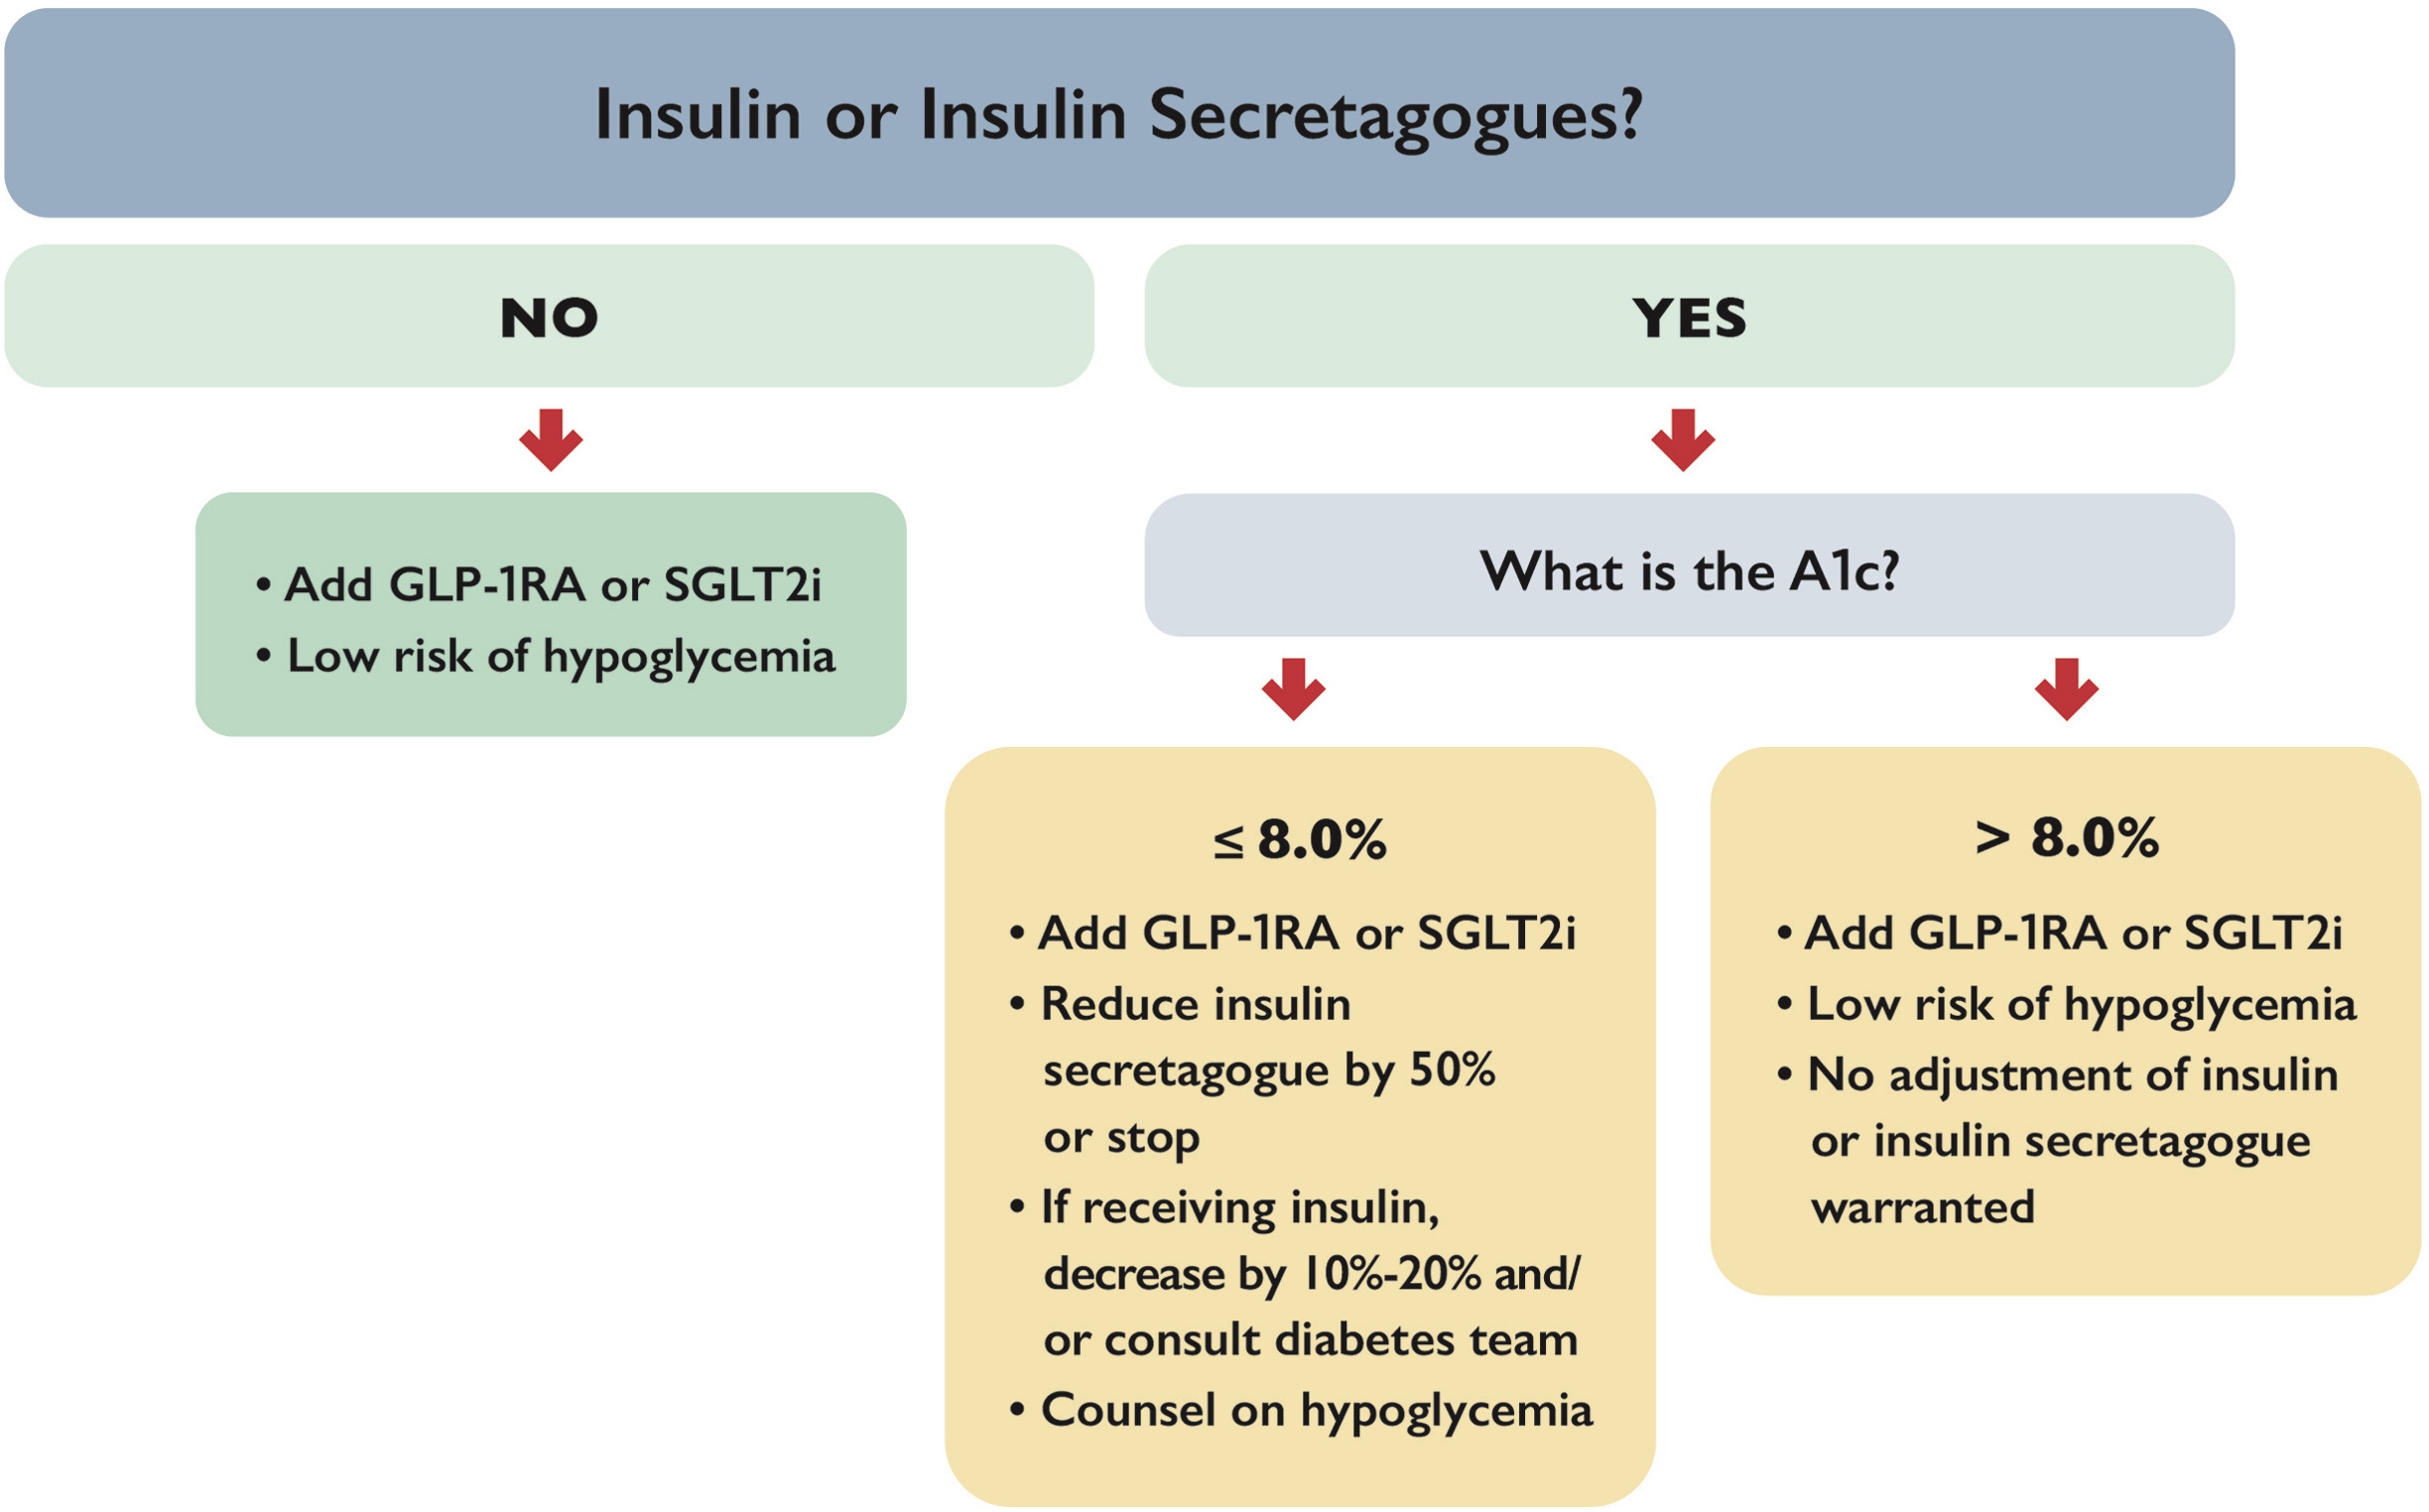 Insulin or Insulin Secretagogues?
NO
YES
• Add GLP-1RA or SGLT2i
• Low risk of hypoglycemia
What is the A1c?
≤ 8.0%
• Add GLP-1RA or SGLT2i
• Reduce insulin
secretagogue by 50%
or stop
• If receiving insulin,
decrease by 10%-20% and/
or consult diabetes team
• Counsel on hypoglycemia
> 8.0%
• Add GLP-1RA or SGLT2i
• Low risk of hypoglycemia
• No adjustment of insulin
or insulin secretagogue
warranted